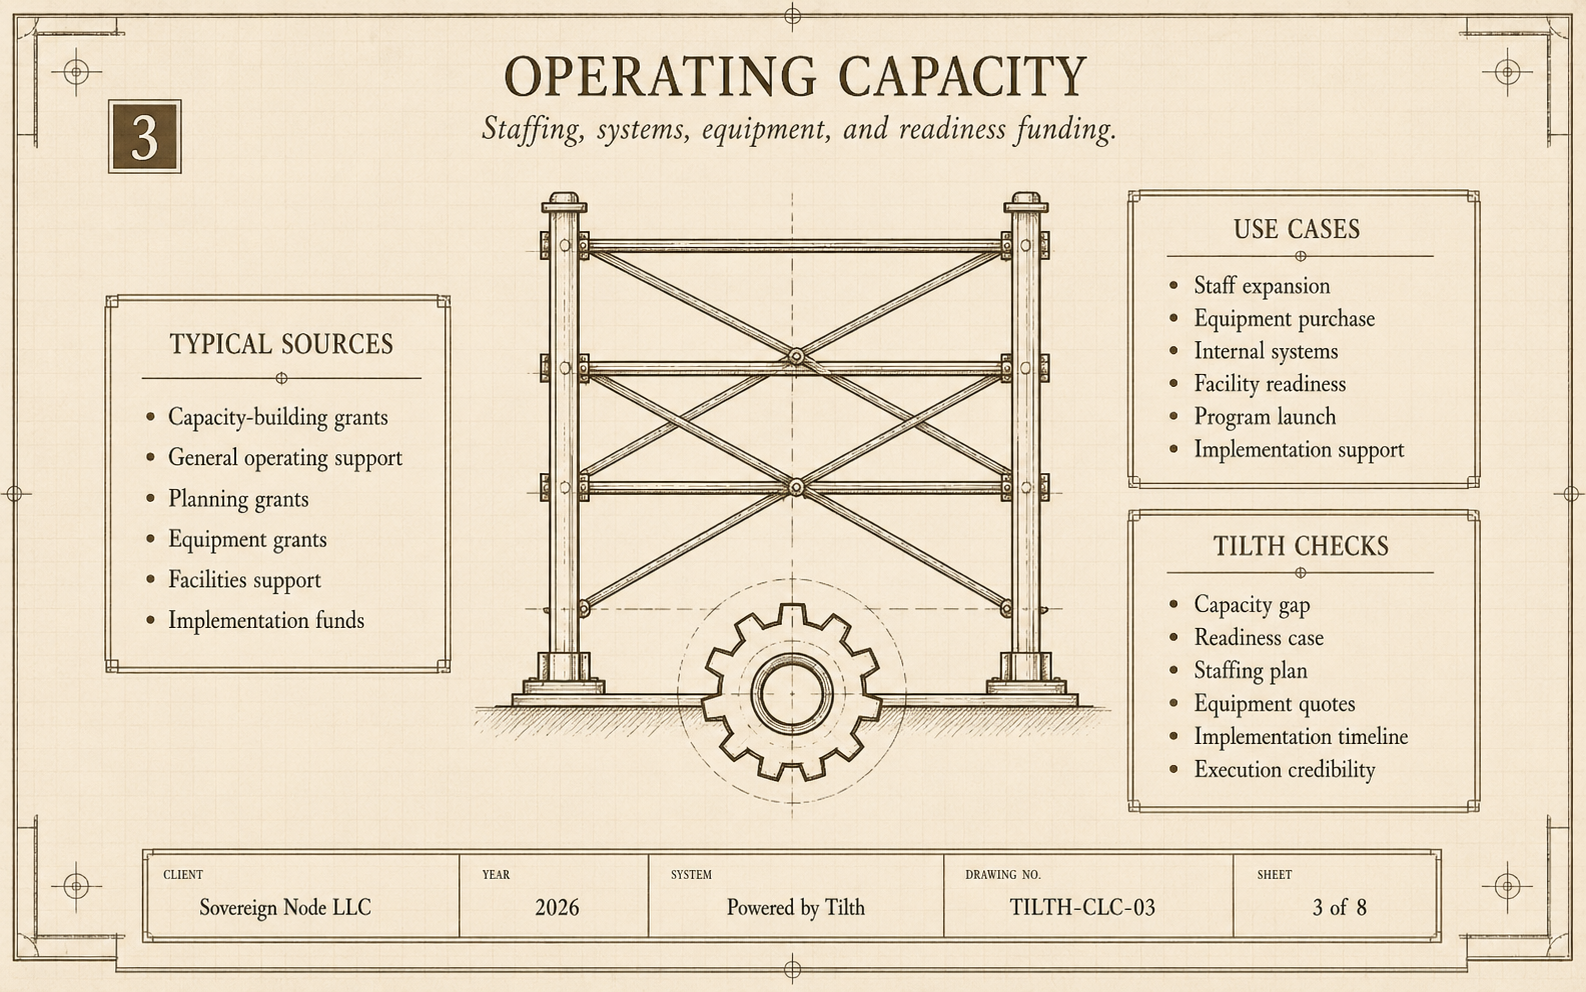 OPERATING CAPACITY
Staffing, systems, equipment, and readiness funding.
3
TYPICAL SOURCES
• Capacity-building grants
• General operating support
• Planning grants
• Equipment grants
• Facilities support
• Implementation funds
USE CASES
• Staff expansion
• Equipment purchase
• Internal systems
• Facility readiness
• Program launch
• Implementation support
TILTH CHECKS
• Capacity gap
• Readiness case
• Staffing plan
• Equipment quotes
• Implementation timeline
• Execution credibility
CLIENT
Sovereign Node LLC
YEAR
2026
SYSTEM
Powered by Tilth
DRAWING NO.
TILTH-CLC-03
SHEET
3 of 8